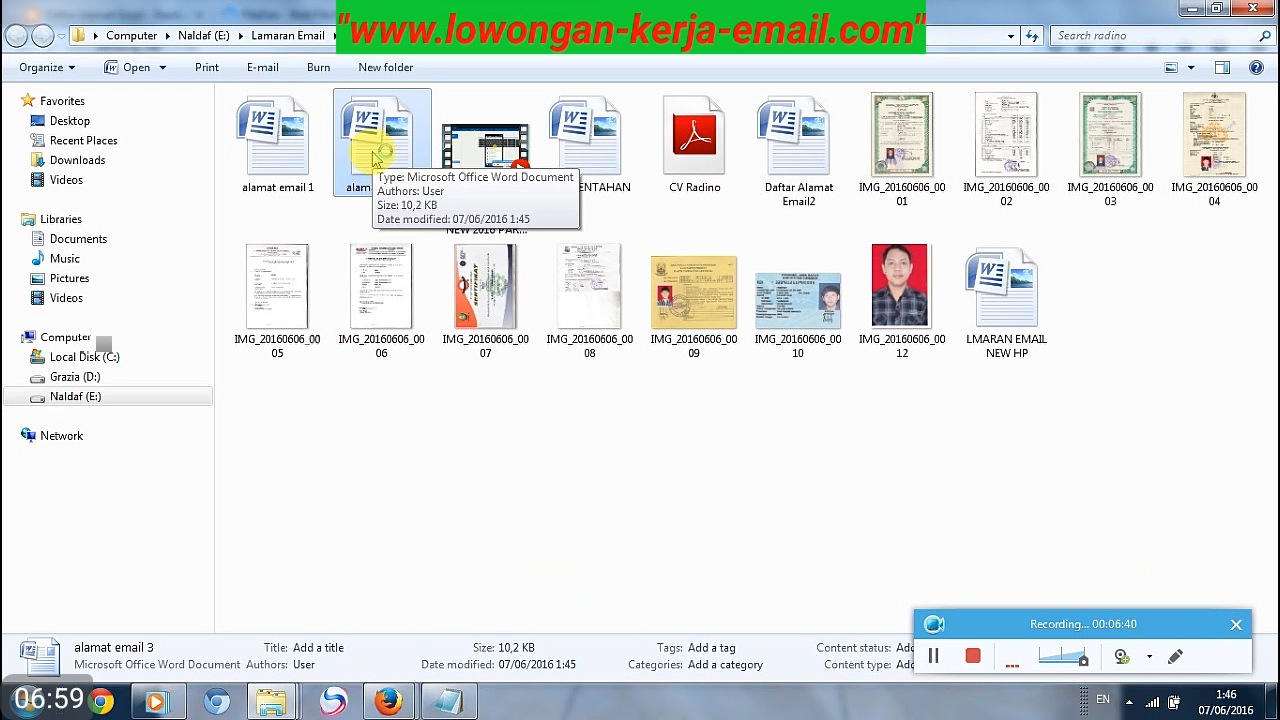 "www.lowongan-kerja-email.com"
Computer Naldaf (E:) Lamaran Email
Search radino
Organize Open Print E-mail Burn New folder
Favorites
Desktop
Recent Places
Downloads
Videos
Libraries
Documents
Music
Pictures
Videos
Computer
Local Disk (C:)
Grazia (D:)
Naldaf (E:)
Network
alamat email 1
CV Radino
Daftar Alamat
Email2
IMG_20160606_00
01
IMG_20160606_00
02
IMG_20160606_00
03
IMG_20160606_00
04
Type: Microsoft Office Word Document
Authors: User
Size: 10,2 KB
Date modified: 07/06/2016 1:45
NEW 2016 PAR...
IMG_20160606_00
05
IMG_20160606_00
06
IMG_20160606_00
07
IMG_20160606_00
08
IMG_20160606_00
09
IMG_20160606_00
10
IMG_20160606_00
12
LMARAN EMAIL
NEW HP
Recording... 00:06:40
alamat email 3 Title: Add a title Size: 10,2 KB Tags: Add a tag Content status: Add
Microsoft Office Word Document Authors: User Date modified: 07/06/2016 1:45 Categories: Add a category Content type: Add
06:59
EN
1:46
07/06/2016